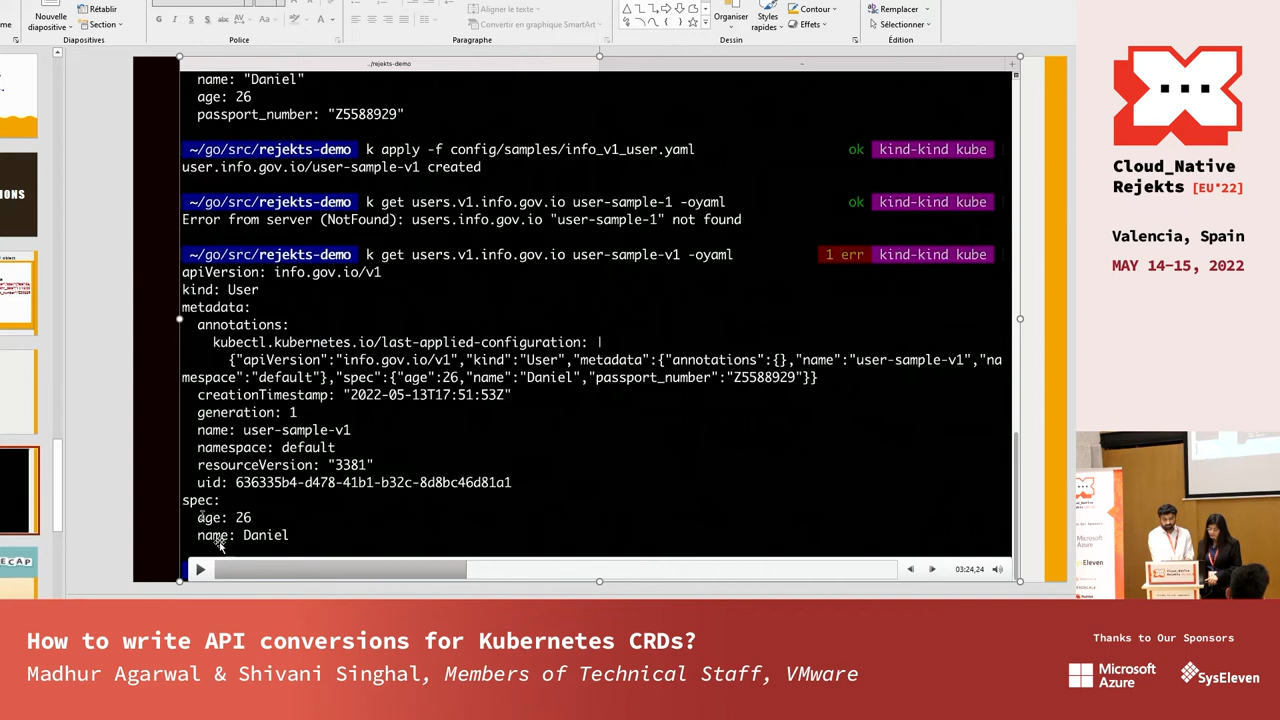 Nouvelle
diapositive
Rétablir
Section
Diapositives
G
I
S
abc
AV
Aa
A
Police
Aligner le texte
Convertir en graphique SmartArt
Paragraphe
Organiser
Styles
rapides
Contour
Effets
Dessin
Remplacer
Sélectionner
Édition
IONS
ECAP
../rejekts-demo
~
+
name: "Daniel"
age: 26
passport_number: "Z5588929"
~/go/src/rejekts-demo k apply -f config/samples/info_v1_user.yaml ok kind-kind kube
user.info.gov.io/user-sample-v1 created
~/go/src/rejekts-demo k get users.v1.info.gov.io user-sample-1 -oyaml ok kind-kind kube
Error from server (NotFound): users.info.gov.io "user-sample-1" not found
~/go/src/rejekts-demo k get users.v1.info.gov.io user-sample-v1 -oyaml 1 err kind-kind kube
apiVersion: info.gov.io/v1
kind: User
metadata:
annotations:
kubectl.kubernetes.io/last-applied-configuration: |
{"apiVersion":"info.gov.io/v1","kind":"User","metadata":{"annotations":{},"name":"user-sample-v1","na
mespace":"default"},"spec":{"age":26,"name":"Daniel","passport_number":"Z5588929"}}
creationTimestamp: "2022-05-13T17:51:53Z"
generation: 1
name: user-sample-v1
namespace: default
resourceVersion: "3381"
uid: 636335b4-d478-41b1-b32c-8d8bc46d81a1
spec:
age: 26
name: Daniel
03:24,24
Cloud_Native
Rejekts [EU'22]
Valencia, Spain
MAY 14-15, 2022
Microsoft
Azure
SysEleven
How to write API conversions for Kubernetes CRDs?
Madhur Agarwal & Shivani Singhal, Members of Technical Staff, VMware
Thanks to Our Sponsors
Microsoft
Azure
SysEleven